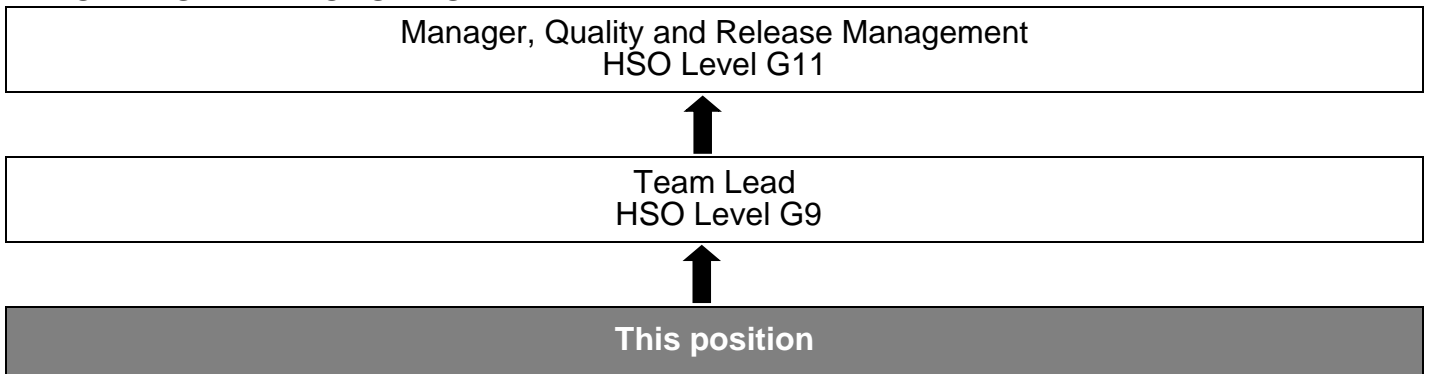 Manager, Quality and Release Management
HSO Level G11
Team Lead
HSO Level G9
This position